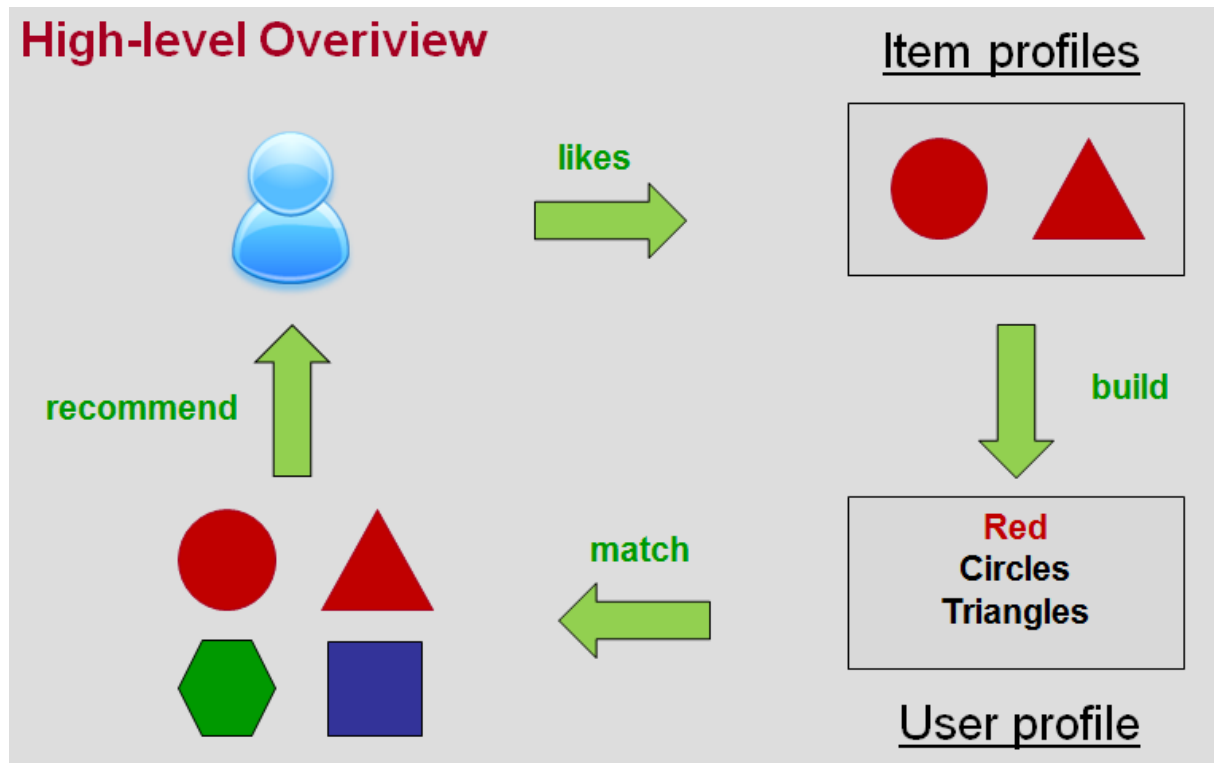 High-level Overiview
Item profiles
likes
build
recommend
match
Red
Circles
Triangles
User profile